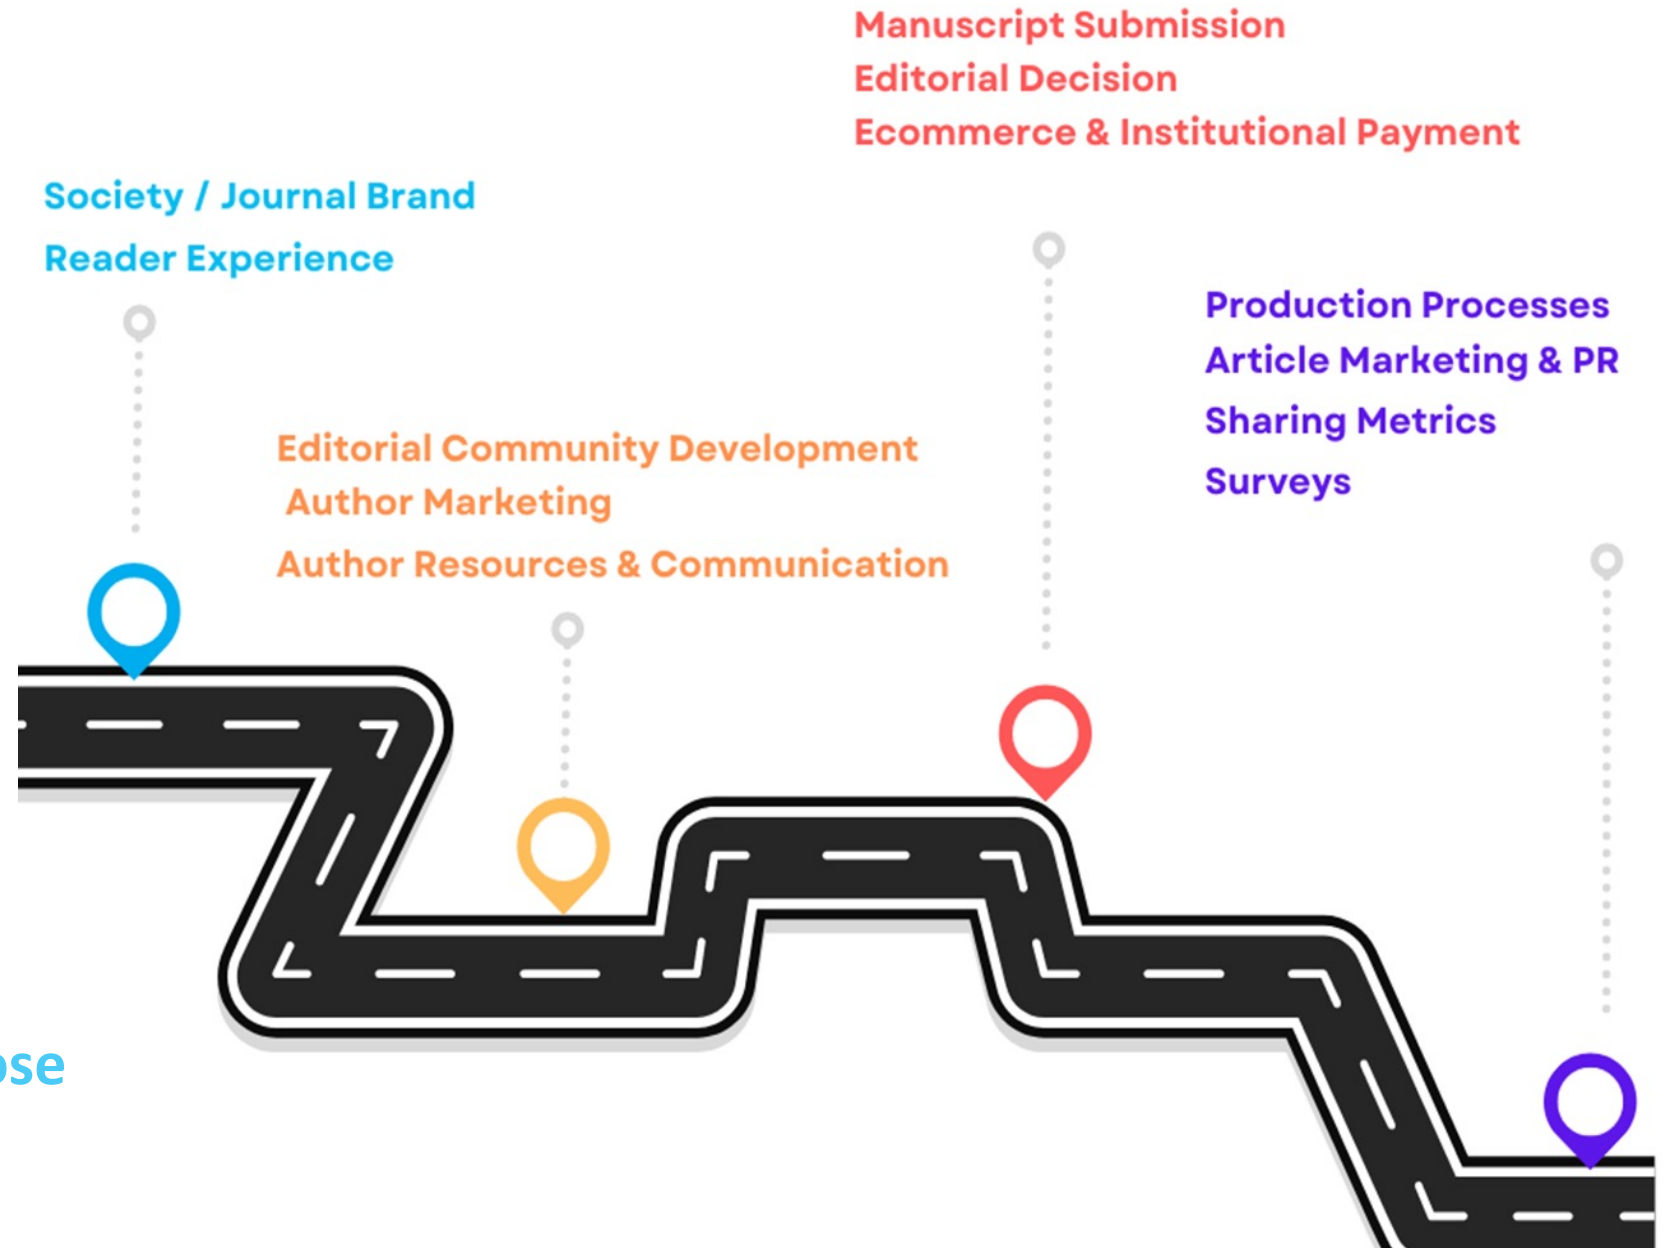 Society / Journal Brand
Reader Experience
Editorial Community Development
Author Marketing
Author Resources & Communication
Manuscript Submission
Editorial Decision
Ecommerce & Institutional Payment
Production Processes
Article Marketing & PR
Sharing Metrics
Surveys